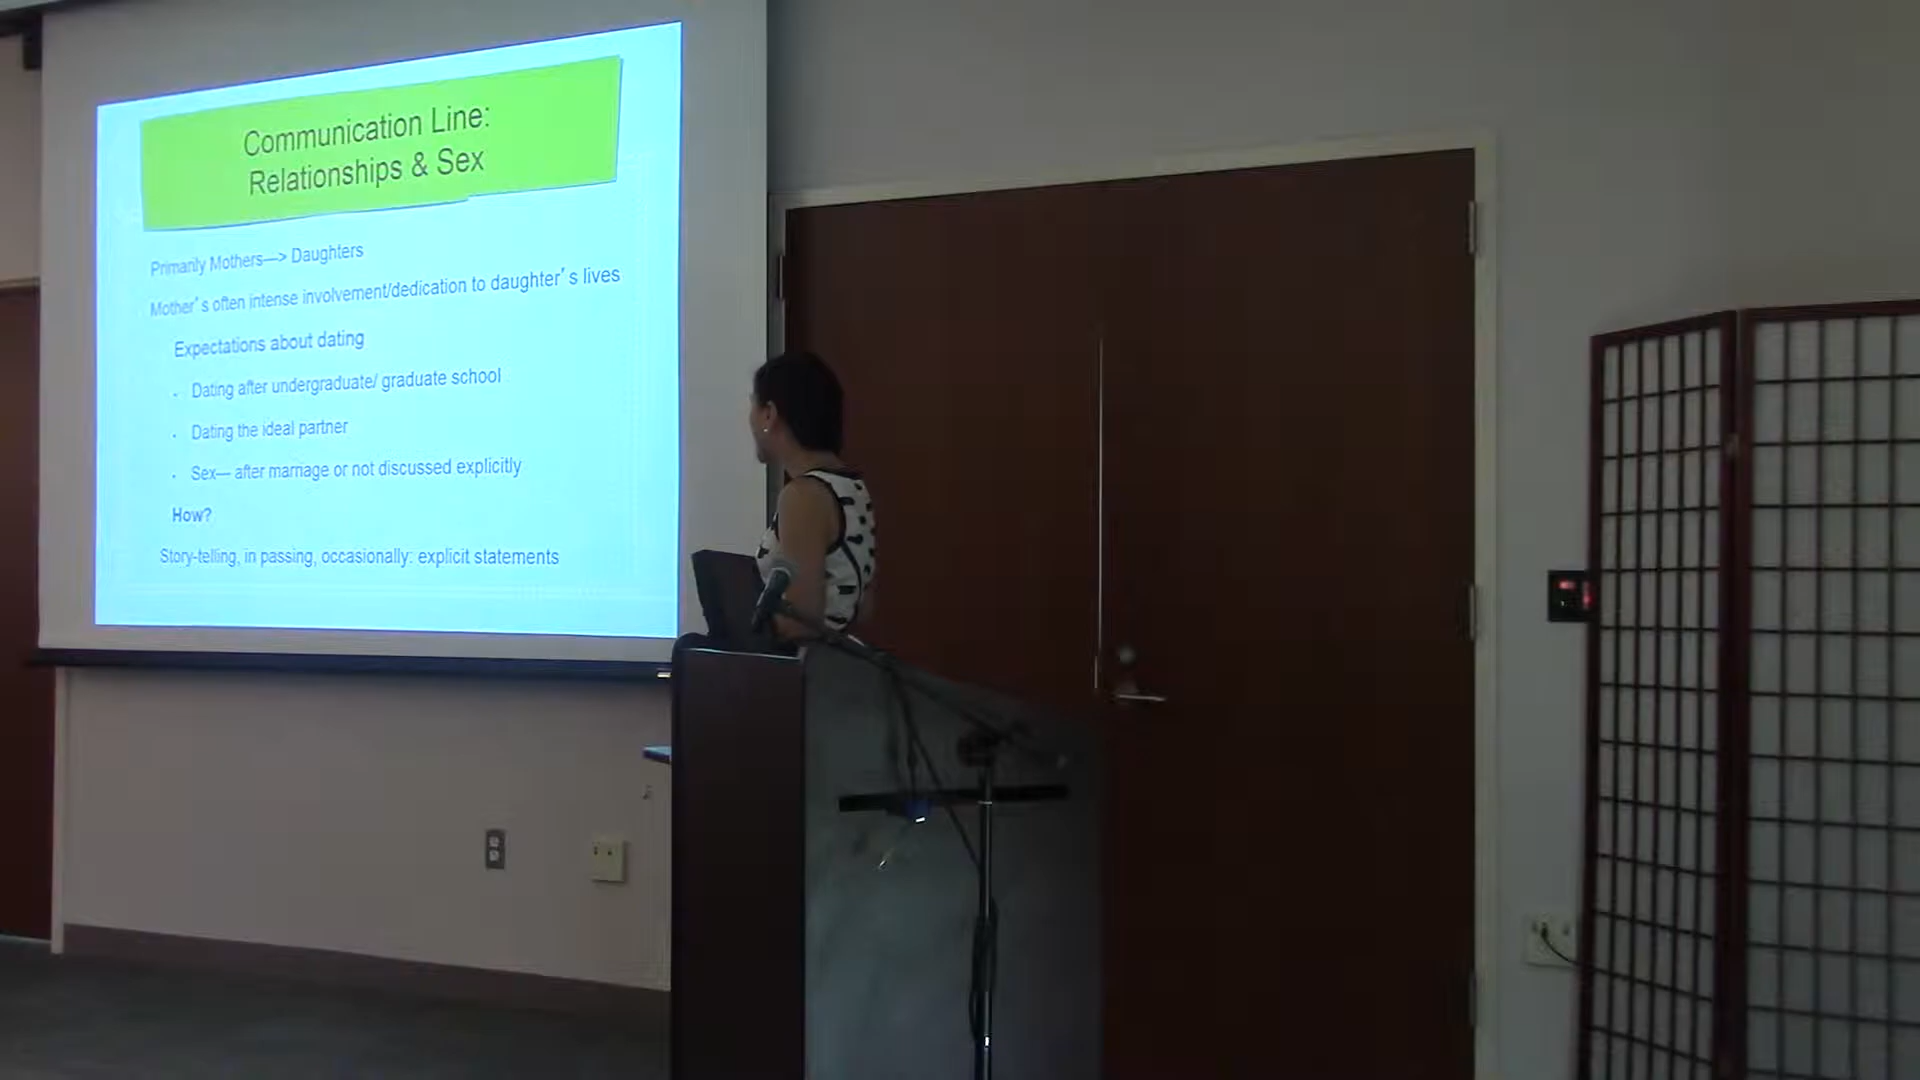 Communication Line:
Relationships & Sex
Primarily Mothers—> Daughters
Mother's often intense involvement/dedication to daughter's lives
Expectations about dating
- Dating after undergraduate/ graduate school
- Dating the ideal partner
- Sex— after marriage or not discussed explicitly
How?
Story-telling, in passing, occasionally: explicit statements